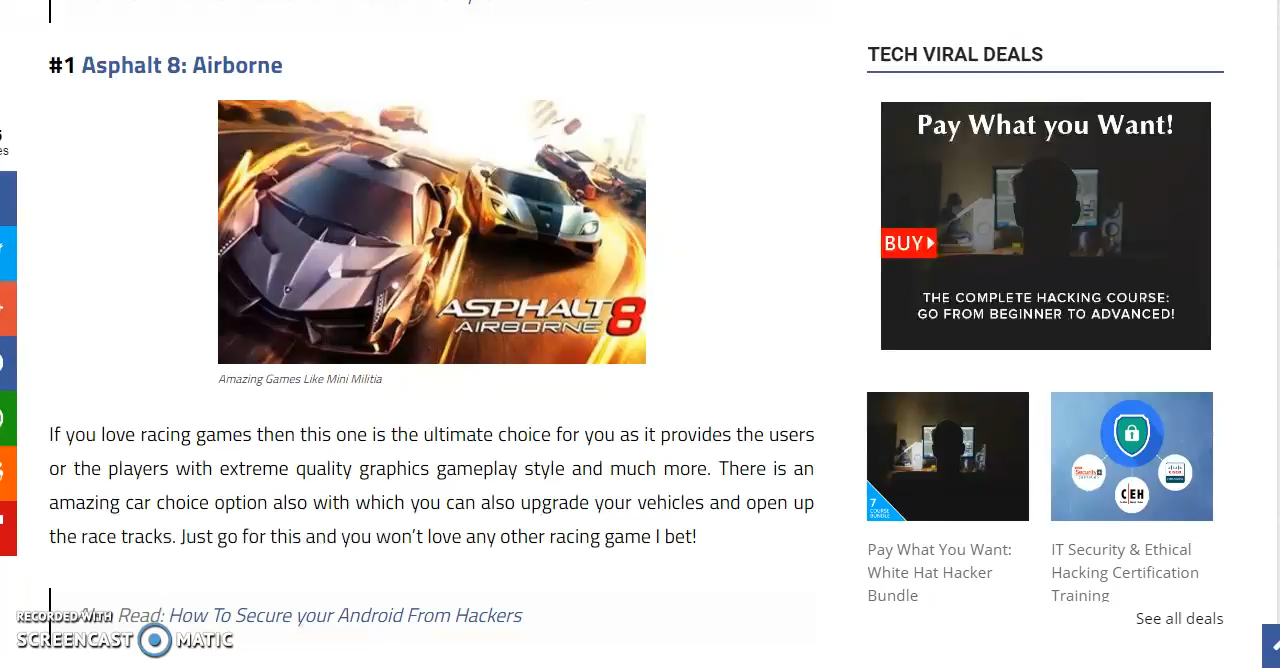 #1 Asphalt 8: Airborne
ASPHALT 8
AIRBORNE
Amazing Games Like Mini Militia
If you love racing games then this one is the ultimate choice for you as it provides the users
or the players with extreme quality graphics gameplay style and much more. There is an
amazing car choice option also with which you can also upgrade your vehicles and open up
the race tracks. Just go for this and you won’t love any other racing game I bet!
Read: How To Secure your Android From Hackers
TECH VIRAL DEALS
Pay What you Want!
BUY
THE COMPLETE HACKING COURSE:
GO FROM BEGINNER TO ADVANCED!
7
COURSE
BUNDLE
Pay What You Want:
White Hat Hacker
Bundle
Security+
CISCO
CEH
IT Security & Ethical
Hacking Certification
Training
See all deals
RECORDED WITH
SCREENCAST MATIC